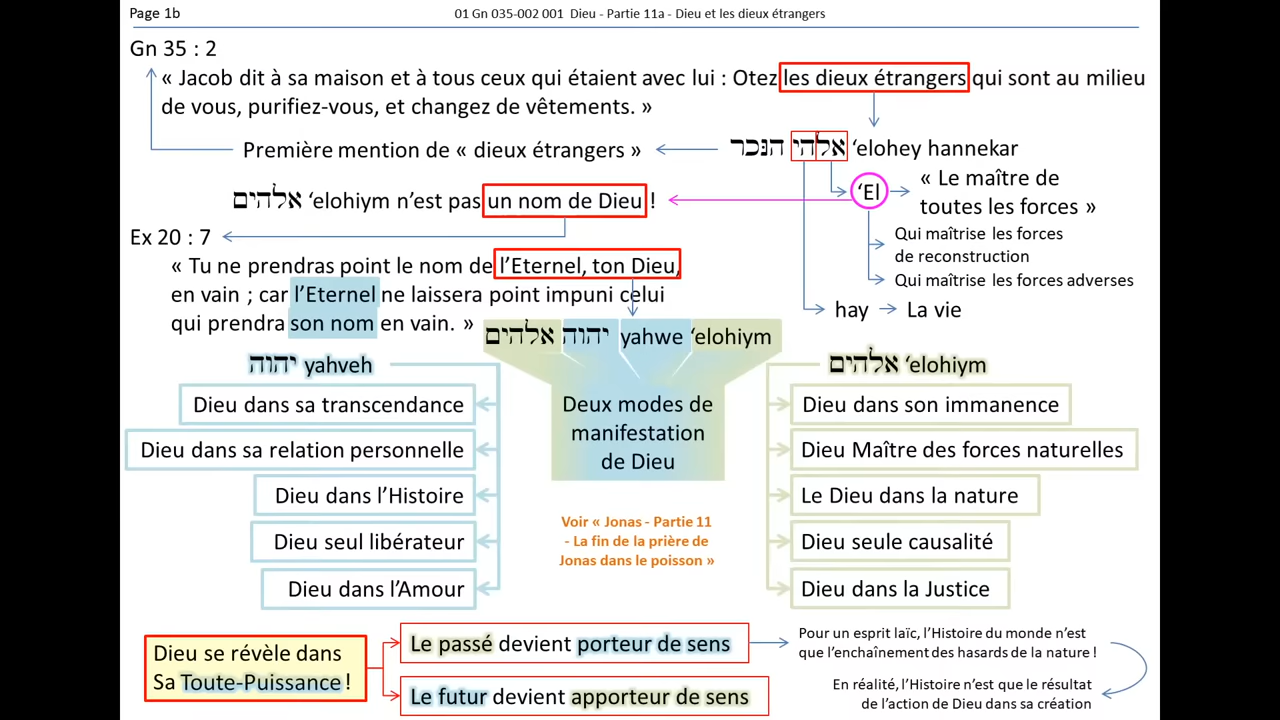 Page 1b
01 Gn 035-002 001  Dieu - Partie 11a - Dieu et les dieux étrangers
Gn 35 : 2
« Jacob dit à sa maison et à tous ceux qui étaient avec lui : Otez les dieux étrangers qui sont au milieu
de vous, purifiez-vous, et changez de vêtements. »
Première mention de « dieux étrangers »
אלהי הנכר ‘elohey hannekar
‘El
« Le maître de
toutes les forces »
אלהים ‘elohiym n’est pas un nom de Dieu !
Qui maîtrise les forces
de reconstruction
Qui maîtrise les forces adverses
hay
La vie
Ex 20 : 7
« Tu ne prendras point le nom de l’Eternel, ton Dieu,
en vain ; car l’Eternel ne laissera point impuni celui
qui prendra son nom en vain. »
יהוה אלהים yahwe ‘elohiym
Deux modes de
manifestation
de Dieu
יהוה yahveh
Dieu dans sa transcendance
Dieu dans sa relation personnelle
Dieu dans l’Histoire
Dieu seul libérateur
Dieu dans l’Amour
אלהים ‘elohiym
Dieu dans son immanence
Dieu Maître des forces naturelles
Le Dieu dans la nature
Dieu seule causalité
Dieu dans la Justice
Voir « Jonas - Partie 11
- La fin de la prière de
Jonas dans le poisson »
Dieu se révèle dans
Sa Toute-Puissance !
Le passé devient porteur de sens
Le futur devient apporteur de sens
Pour un esprit laïc, l’Histoire du monde n’est
que l’enchaînement des hasards de la nature !
En réalité, l’Histoire n’est que le résultat
de l’action de Dieu dans sa création